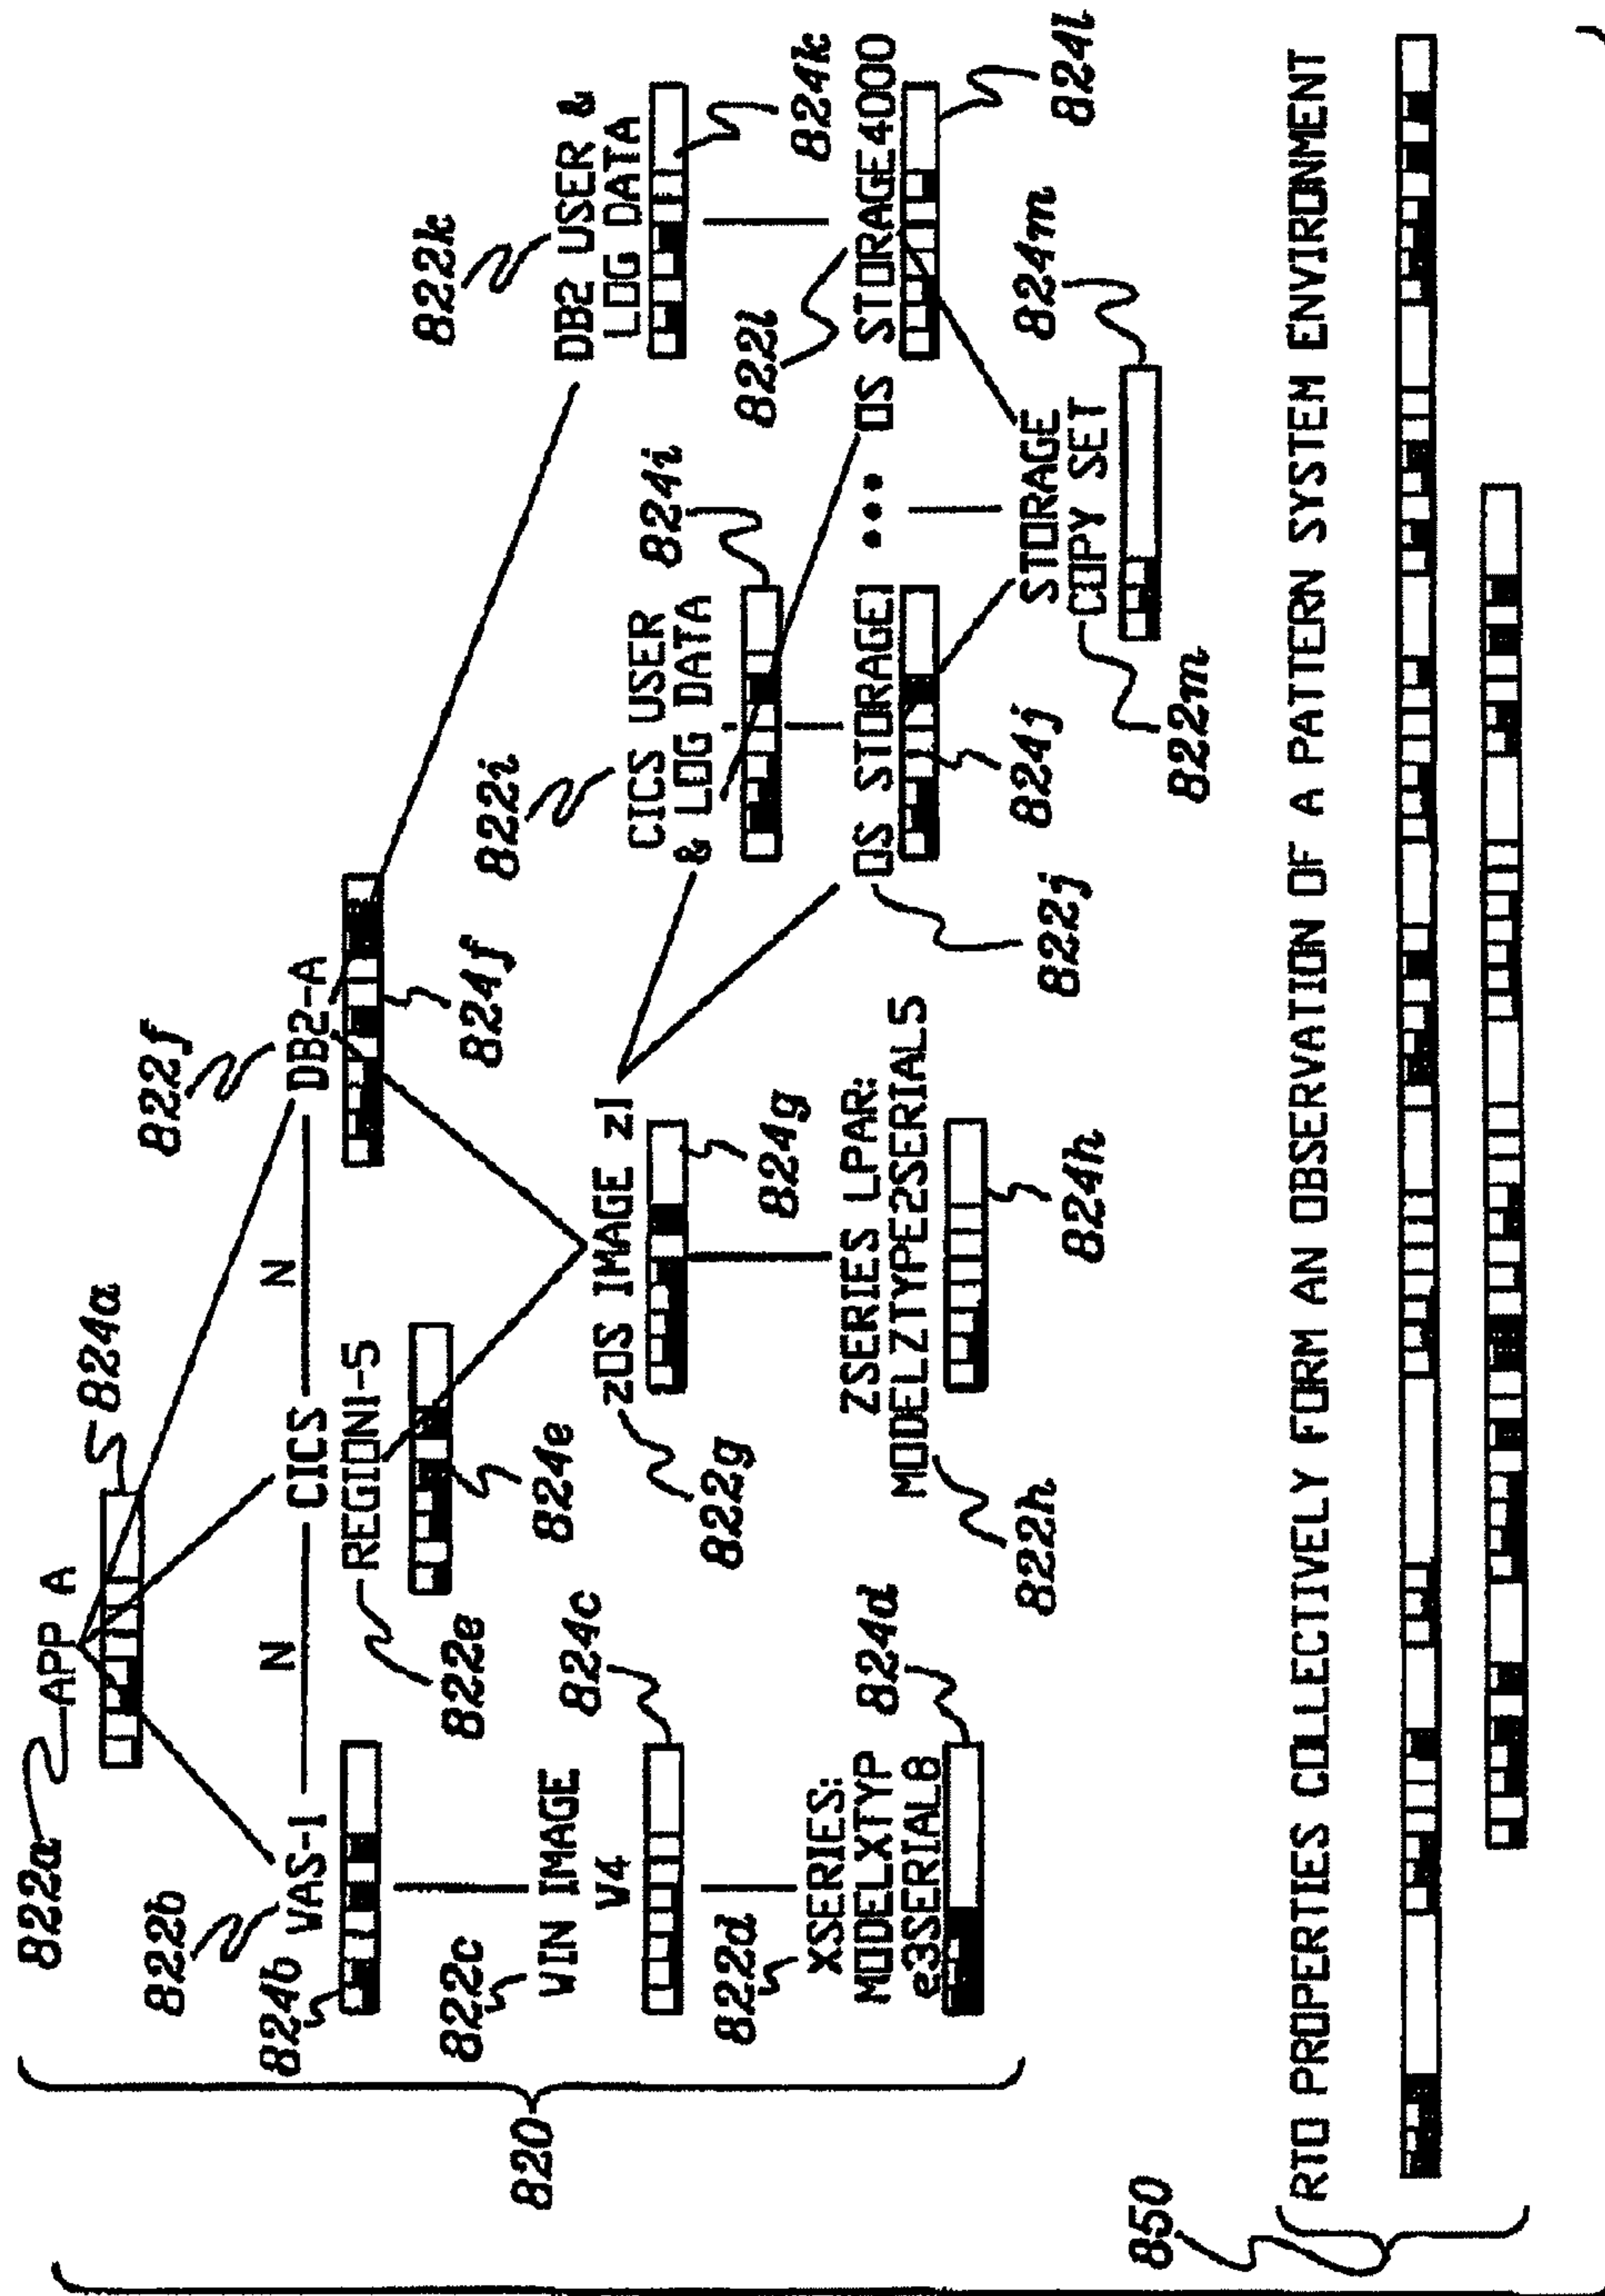 822a
APP A
824a
822b
WAS-1
N
CICS
N
DB2-A
822f
824b
REGION1-5
822e
824e
824f
822c
WIN IMAGE
V4
824c
822g
zOS IMAGE z1
824g
822i
CICS USER
& LOG DATA
824i
822k
DB2 USER &
LOG DATA
824k
822d
XSERIES:
MODELXTYP
e3SERIAL8
824d
ZSERIES LPAR:
MODELZTYPE2SERIAL5
822h
824h
OS STORAGE1
...
OS STORAGE4000
822j
824j
822l
824l
STORAGE
COPY SET
822m
824m
820
850
RTO PROPERTIES COLLECTIVELY FORM AN OBSERVATION OF A PATTERN SYSTEM ENVIRONMENT